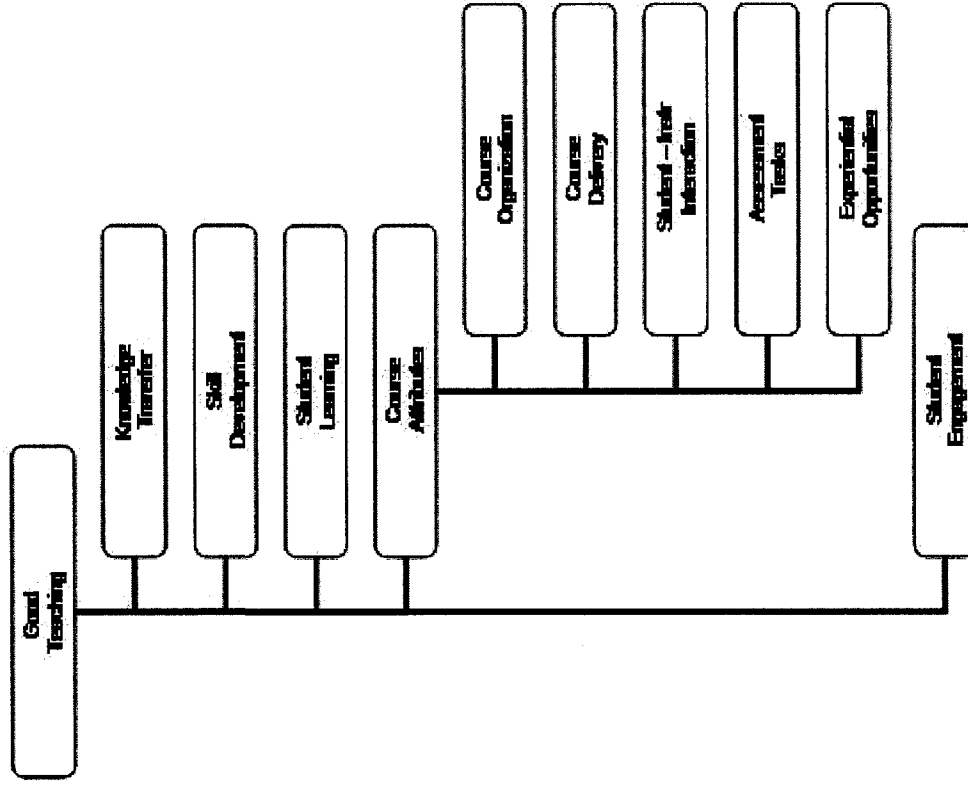 Good
Teaching
Knowledge
Transfer
Skill
Development
Student
Learning
Course
Attributes
Course
Organization
Course
Delivery
Student – Instr
Interaction
Assessment
Tasks
Experiential
Opportunities
Student
Engagement